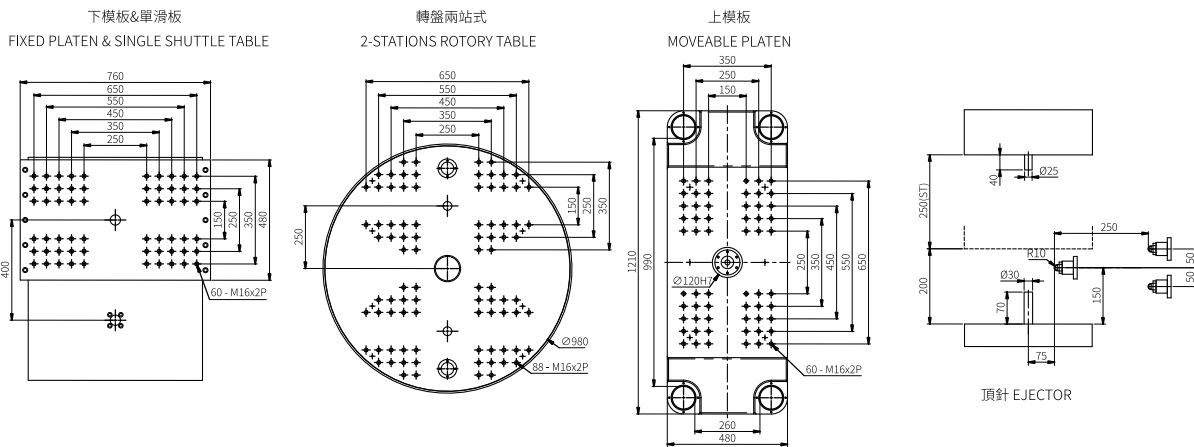 下模板&單滑板
FIXED PLATEN & SINGLE SHUTTLE TABLE
760
650
550
450
350
250
150
250
350
480
400
60 - M16x2P
轉盤兩站式
2-STATIONS ROTORY TABLE
650
550
450
350
250
150
250
350
250
Ø980
88 - M16x2P
上模板
MOVEABLE PLATEN
350
250
150
1210
990
250
350
450
550
650
Ø120H7
60 - M16x2P
260
480
40
Ø25
250(ST)
250
R10
50
50
200
Ø30
70
150
75
頂針 EJECTOR